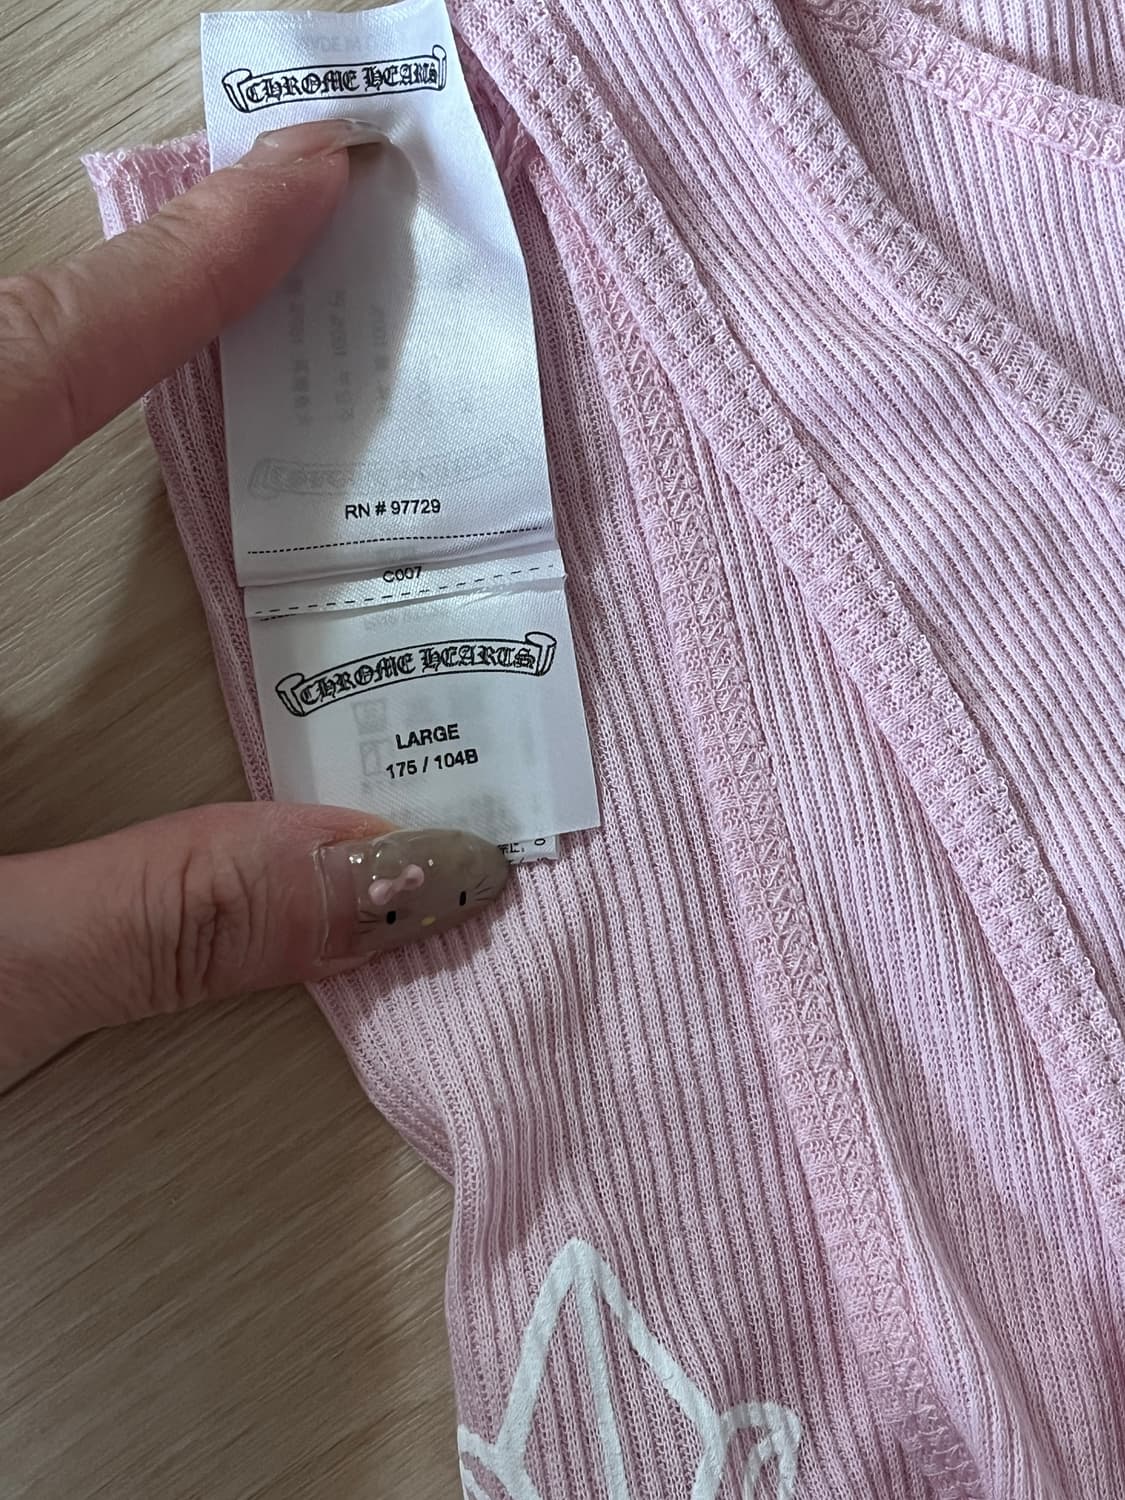 CHROME HEARTS
RN # 97729
C007
CHROME HEARTS
LARGE
175 / 104B